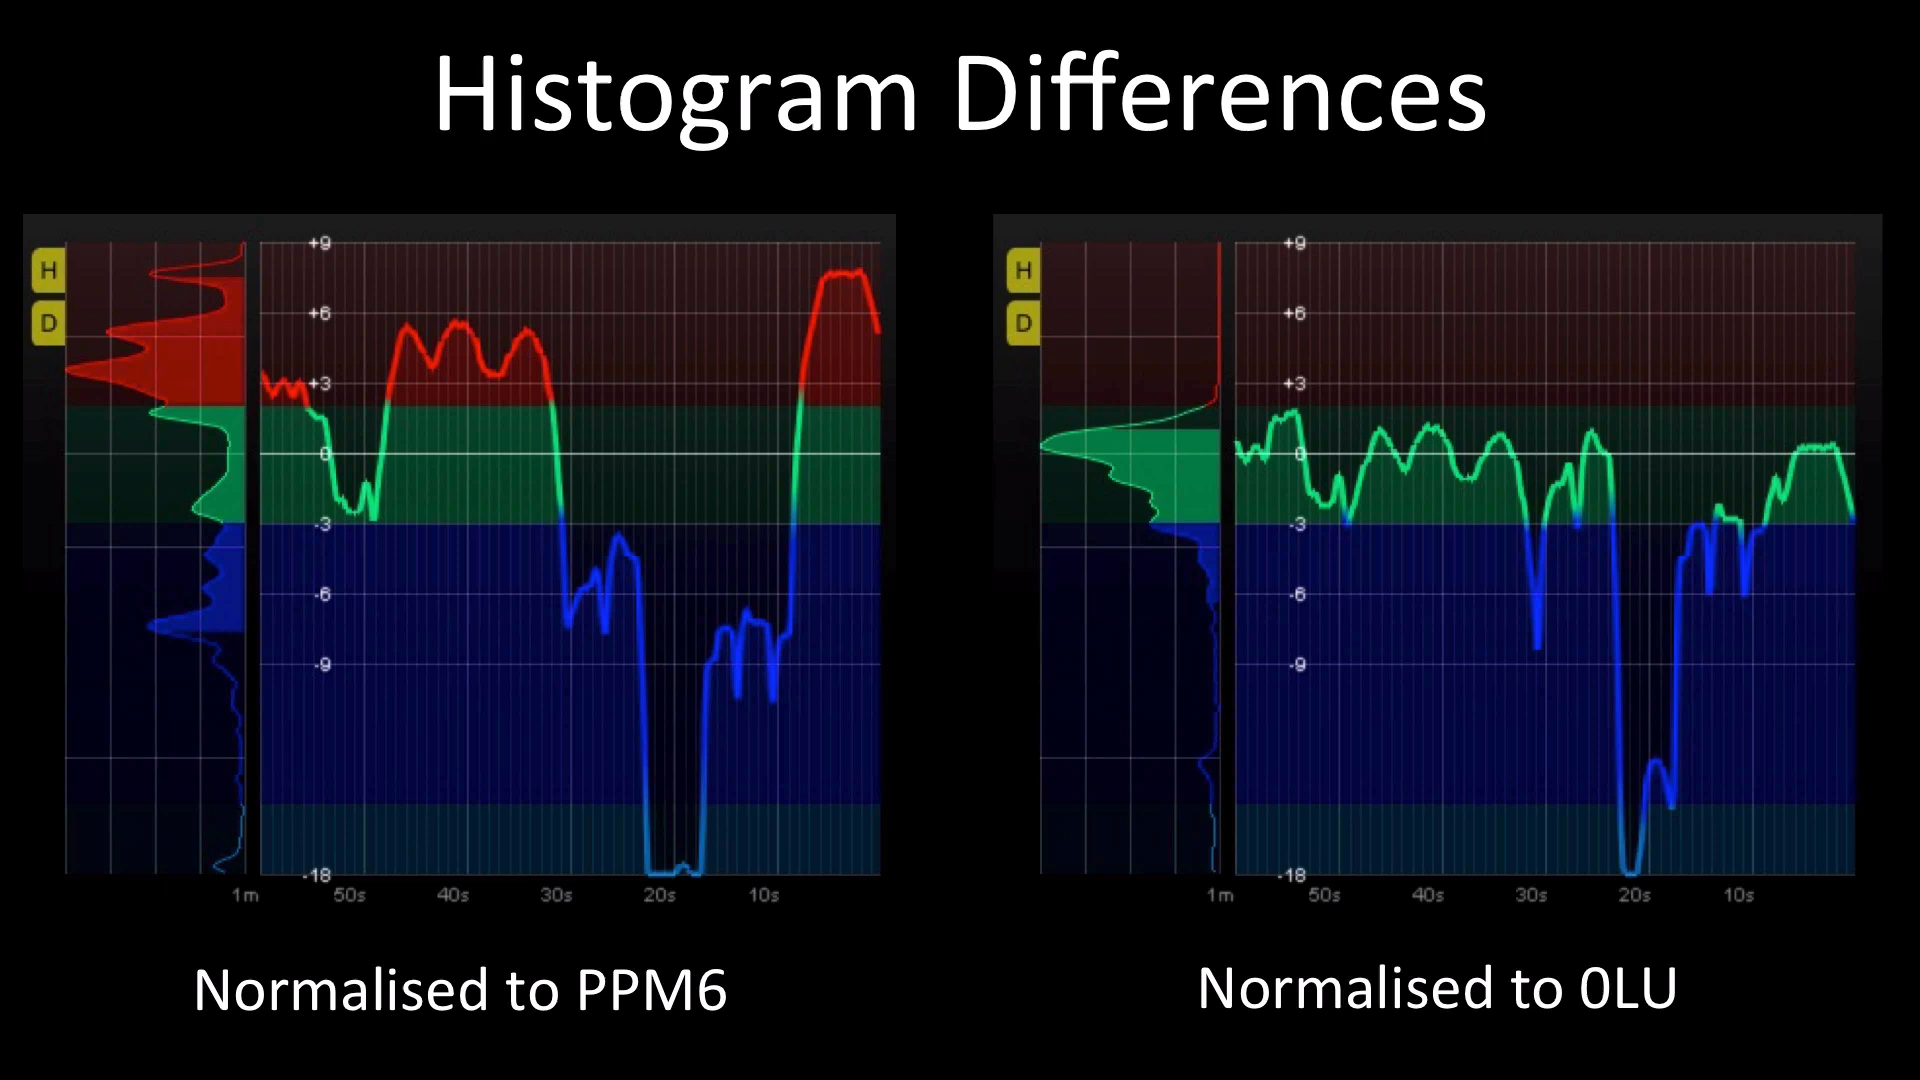 Histogram Differences
H
D
+9
+6
+3
0
-3
-6
-9
-18
1m 50s 40s 30s 20s 10s
H
D
+9
+6
+3
0
-3
-6
-9
-18
1m 50s 40s 30s 20s 10s
Normalised to PPM6
Normalised to 0LU